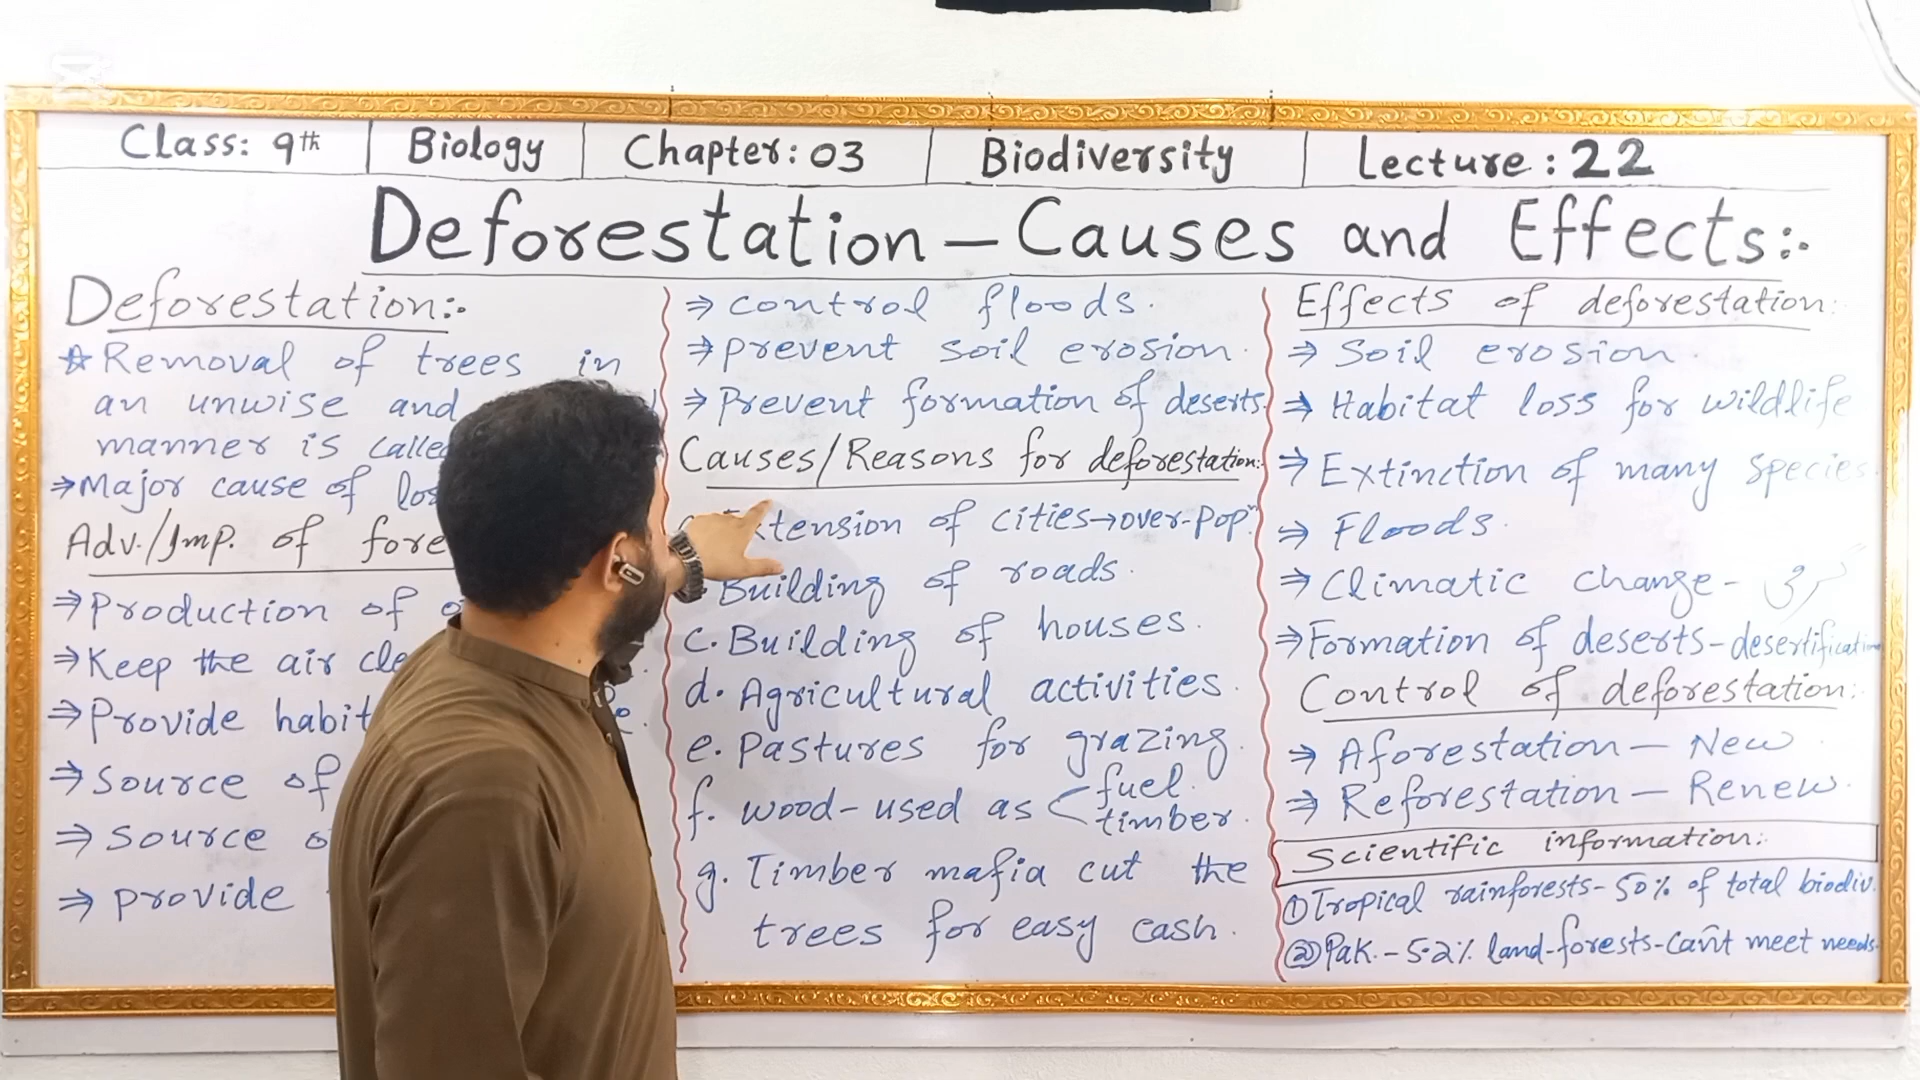 Class: 9th Biology Chapter: 03 Biodiversity Lecture: 22
Deforestation - Causes and Effects:-
Deforestation:-
☆ Removal of trees in
an unwise and
manner is called
⇒ Major cause of
Adv./Imp. of
⇒ Production of
⇒ Keep the air
⇒ Provide
⇒ Source of
⇒ Source
⇒ Provide
⇒ Control floods.
⇒ Prevent soil erosion.
⇒ Prevent formation of deserts.
Causes/Reasons for deforestation:
Extension of cities→over-popⁿ
Building of roads.
c. Building of houses.
d. Agricultural activities.
e. Pastures for grazing.
f. Wood-used as < fuel.
timber.
g. Timber mafia cut the
trees for easy cash.
Effects of deforestation:
⇒ Soil erosion.
⇒ Habitat loss for wildlife
⇒ Extinction of many species.
⇒ Floods.
⇒ Climatic change -
⇒ Formation of deserts-desertification
Control of deforestation:
⇒ Aforestation — New.
⇒ Reforestation — Renew.
Scientific information:
① Tropical rainforests-50% of total biodiv.
② Pak.-5.2% land-forests-can't meet needs.